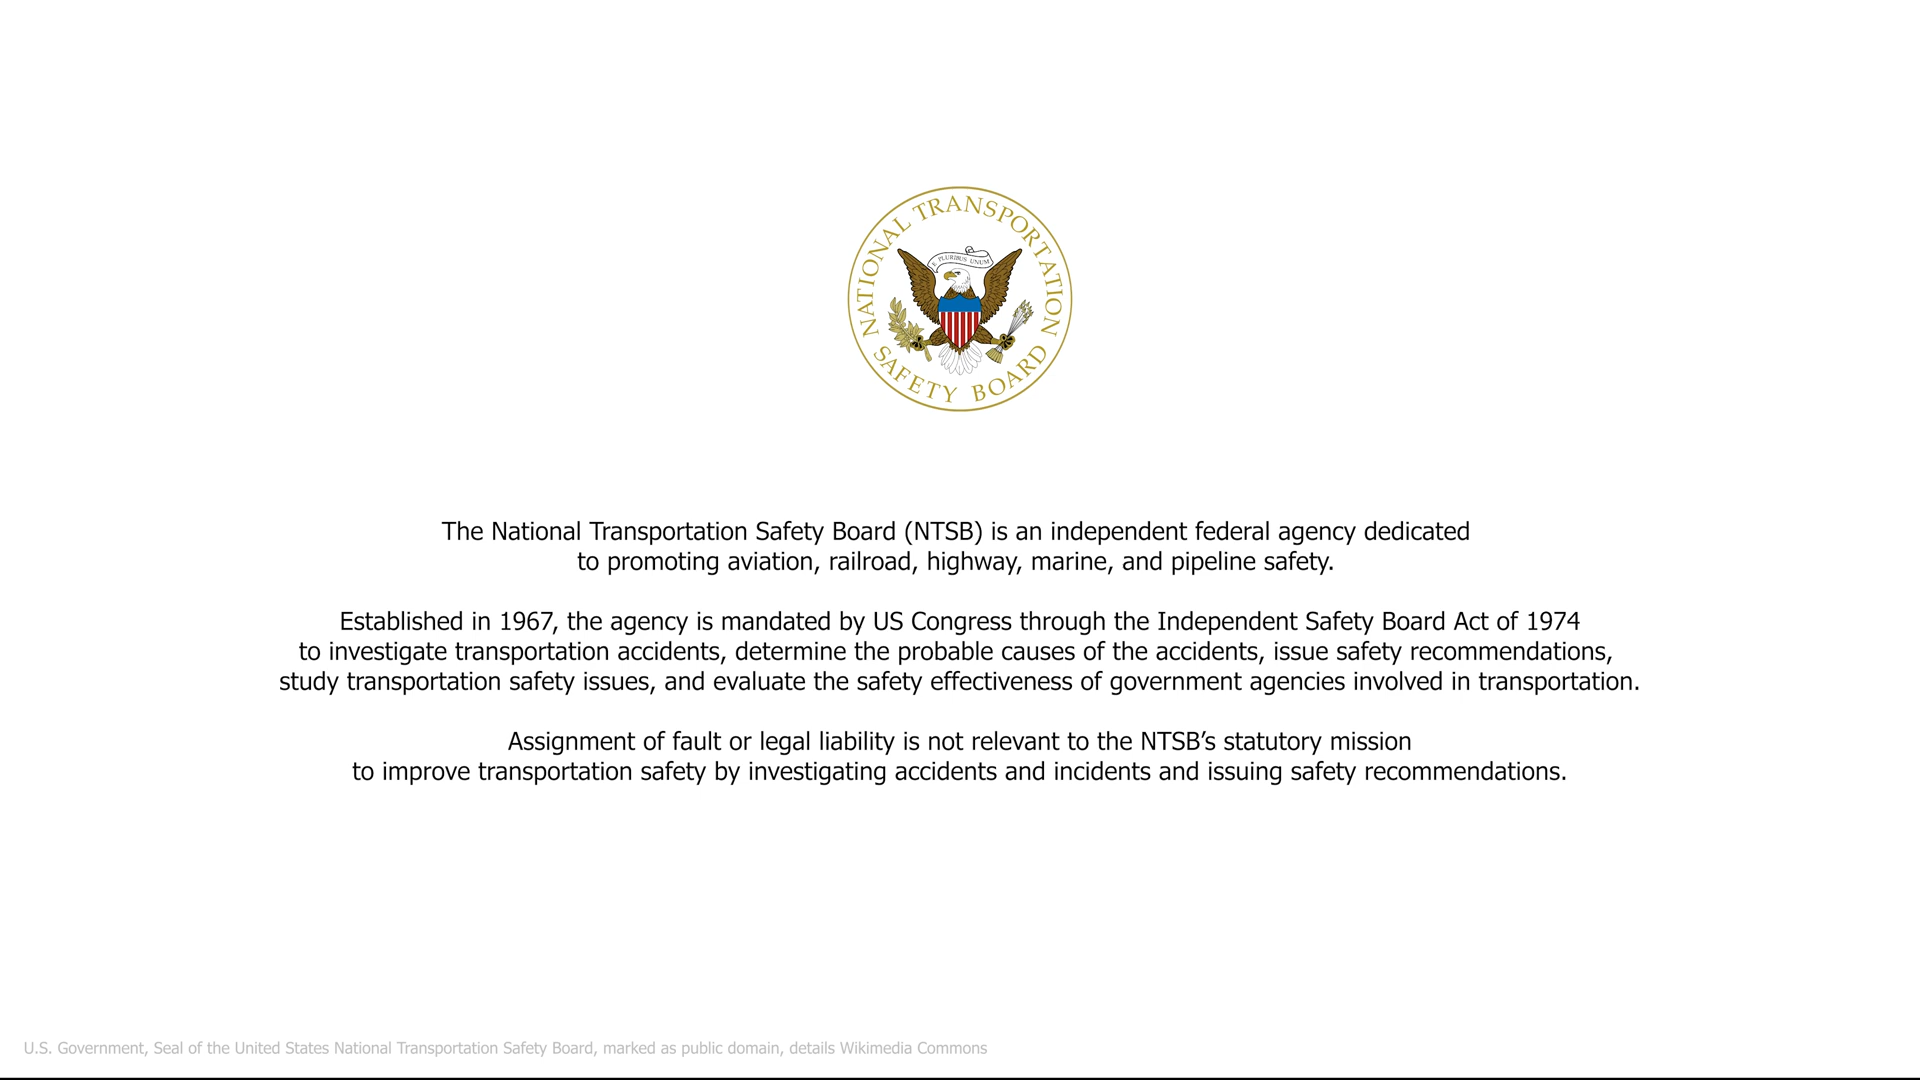 NATIONAL TRANSPORTATION
SAFETY BOARD
E PLURIBUS UNUM
The National Transportation Safety Board (NTSB) is an independent federal agency dedicated
to promoting aviation, railroad, highway, marine, and pipeline safety.
Established in 1967, the agency is mandated by US Congress through the Independent Safety Board Act of 1974
to investigate transportation accidents, determine the probable causes of the accidents, issue safety recommendations,
study transportation safety issues, and evaluate the safety effectiveness of government agencies involved in transportation.
Assignment of fault or legal liability is not relevant to the NTSB’s statutory mission
to improve transportation safety by investigating accidents and incidents and issuing safety recommendations.
U.S. Government, Seal of the United States National Transportation Safety Board, marked as public domain, details Wikimedia Commons